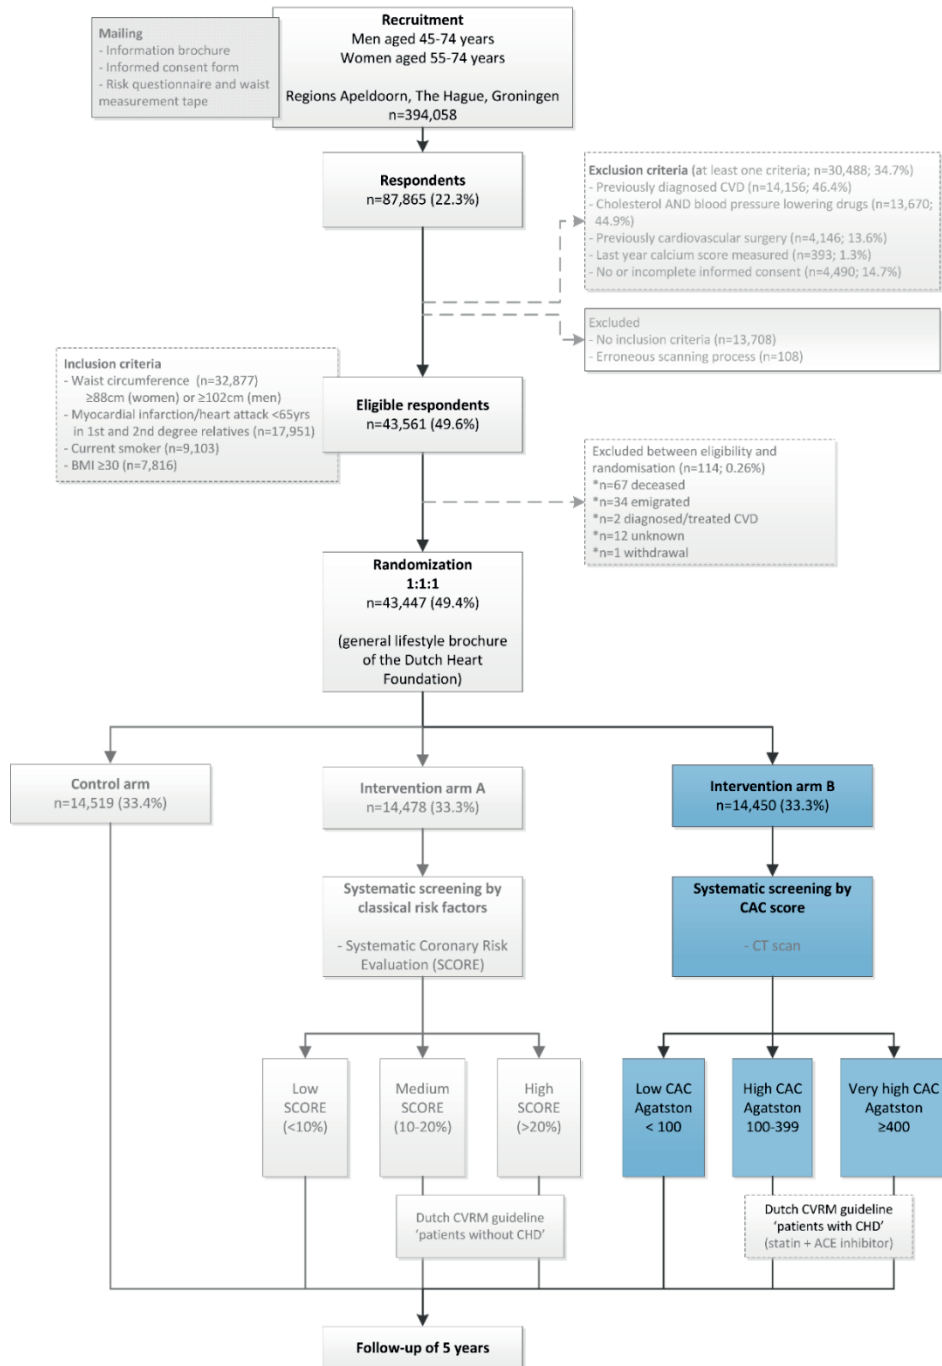 Mailing
- Information brochure
- Informed consent form
- Risk questionnaire and waist
measurement tape
Recruitment
Men aged 45-74 years
Women aged 55-74 years
Regions Apeldoorn, The Hague, Groningen
n=394,058
Respondents
n=87,865 (22.3%)
Exclusion criteria (at least one criteria; n=30,488; 34.7%)
- Previously diagnosed CVD (n=14,156; 46.4%)
- Cholesterol AND blood pressure lowering drugs (n=13,670;
44.9%)
- Previously cardiovascular surgery (n=4,146; 13.6%)
- Last year calcium score measured (n=393; 1.3%)
- No or incomplete informed consent (n=4,490; 14.7%)
Excluded
- No inclusion criteria (n=13,708)
- Erroneous scanning process (n=108)
Inclusion criteria
- Waist circumference (n=32,877)
≥88cm (women) or ≥102cm (men)
- Myocardial infarction/heart attack <65yrs
in 1st and 2nd degree relatives (n=17,951)
- Current smoker (n=9,103)
- BMI ≥30 (n=7,816)
Eligible respondents
n=43,561 (49.6%)
Excluded between eligibility and
randomisation (n=114; 0.26%)
*n=67 deceased
*n=34 emigrated
*n=2 diagnosed/treated CVD
*n=12 unknown
*n=1 withdrawal
Randomization
1:1:1
n=43,447 (49.4%)
(general lifestyle brochure
of the Dutch Heart
Foundation)
Control arm
n=14,519 (33.4%)
Intervention arm A
n=14,478 (33.3%)
Intervention arm B
n=14,450 (33.3%)
Systematic screening by
classical risk factors
- Systematic Coronary Risk
Evaluation (SCORE)
Systematic screening by
CAC score
- CT scan
Low
SCORE
(<10%)
Medium
SCORE
(10-20%)
High
SCORE
(>20%)
Low CAC
Agatston
< 100
High CAC
Agatston
100-399
Very high CAC
Agatston
≥400
Dutch CVRM guideline
'patients without CHD'
Dutch CVRM guideline
'patients with CHD'
(statin + ACE inhibitor)
Follow-up of 5 years